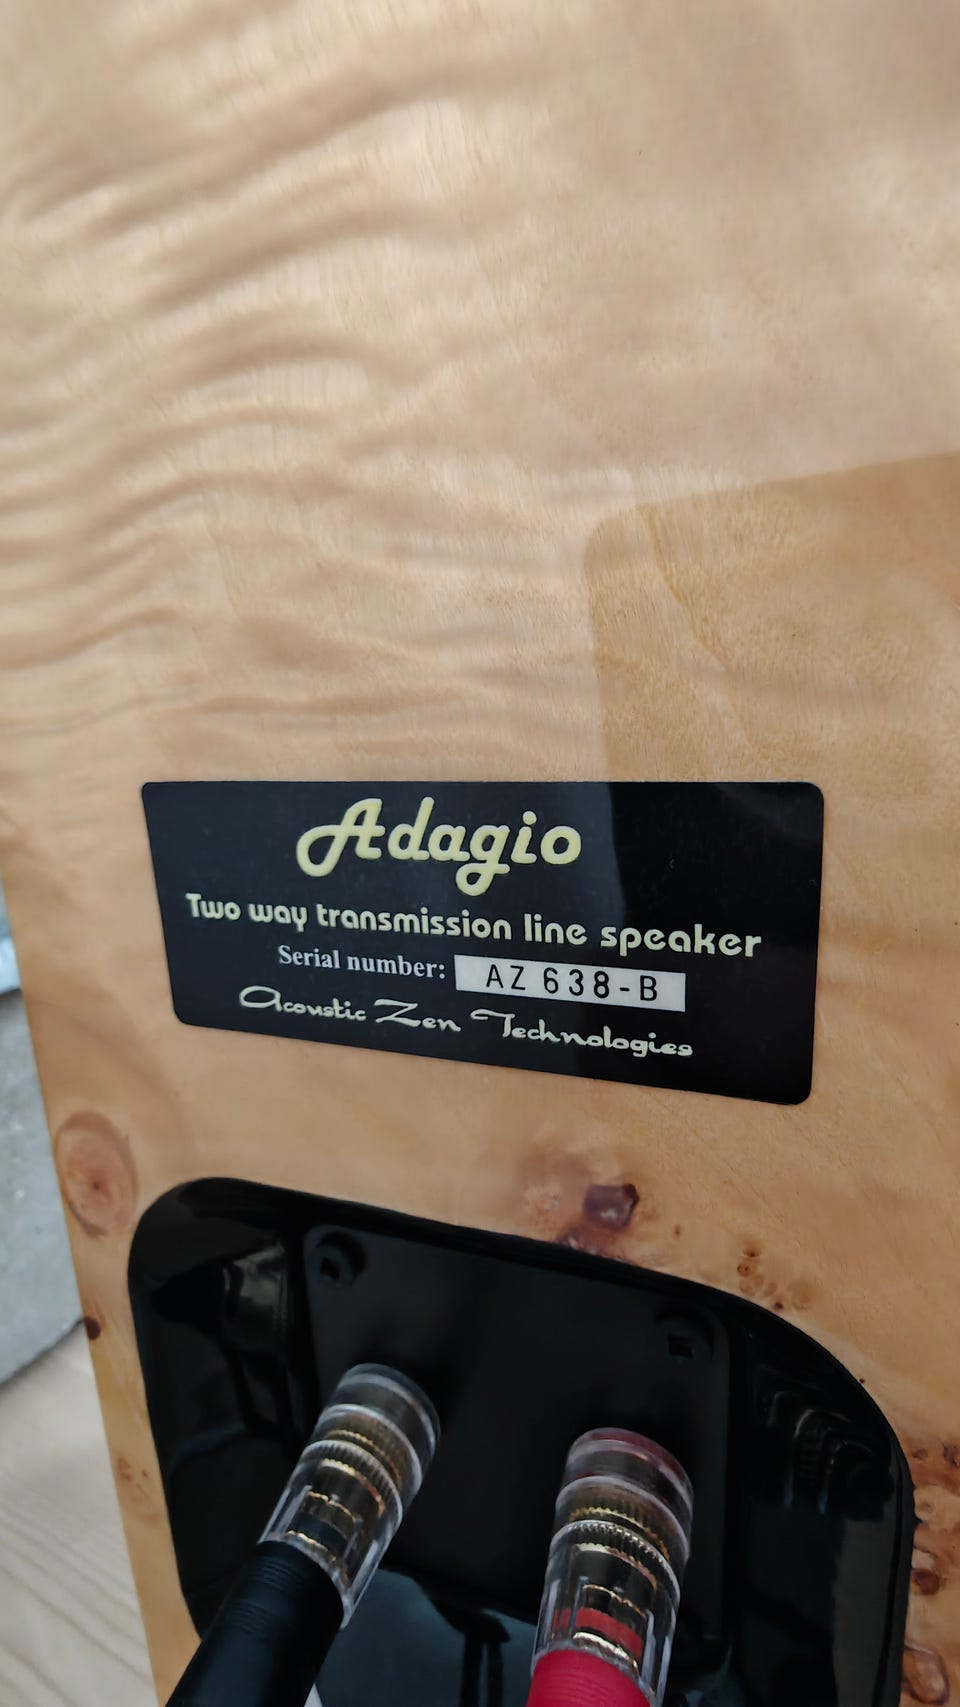 Adagio
Two way transmission line speaker
Serial number: AZ 638-B
Acoustic Zen Technologies